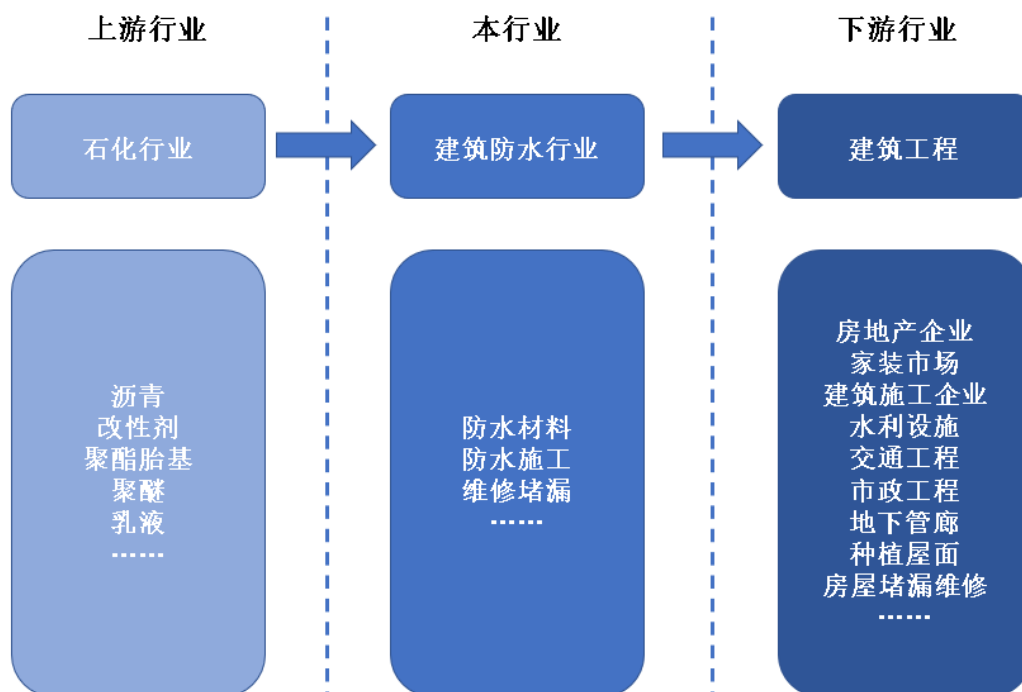 上游行业
本行业
下游行业
石化行业
建筑防水行业
建筑工程
沥青
改性剂
聚酯胎基
聚醚
乳液
……
防水材料
防水施工
维修堵漏
……
房地产企业
家装市场
建筑施工企业
水利设施
交通工程
市政工程
地下管廊
种植屋面
房屋堵漏维修
……